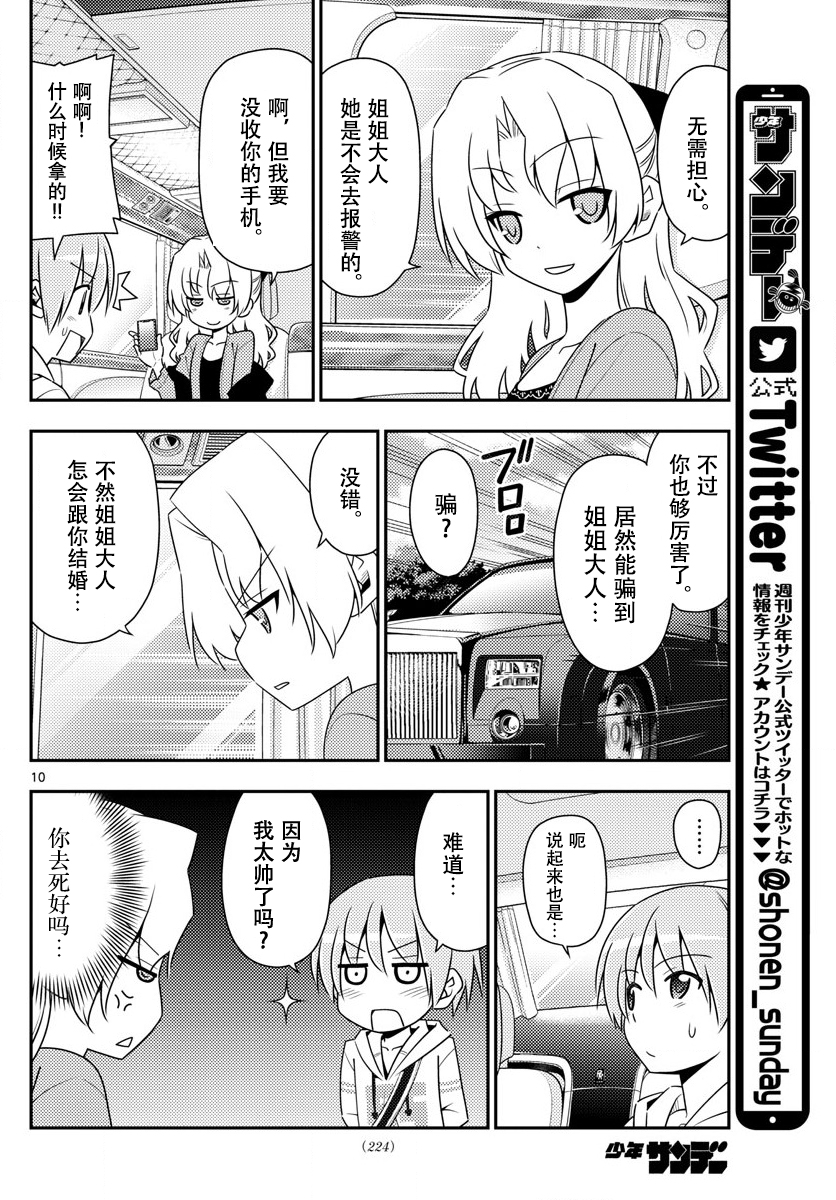 无需担心。
姐姐大人
她是不会去报警的。
啊，但我要
没收你的手机。
啊啊！
什么时候拿的!!
不过
你也够厉害了。
居然能骗到
姐姐大人…
ブロロ
骗？
没错。
不然姐姐大人
怎会跟你结婚…
10
……
呃
说起来也是…
难道…
因为
我太帅了吗？
你去死好吗…
(224)
少年サンデー
少年サンデー
公式
Twitter
週刊少年サンデー公式ツイッターでホットな
情報をチェック★ アカウントはコチラ▼▼▼
@shonen_sunday